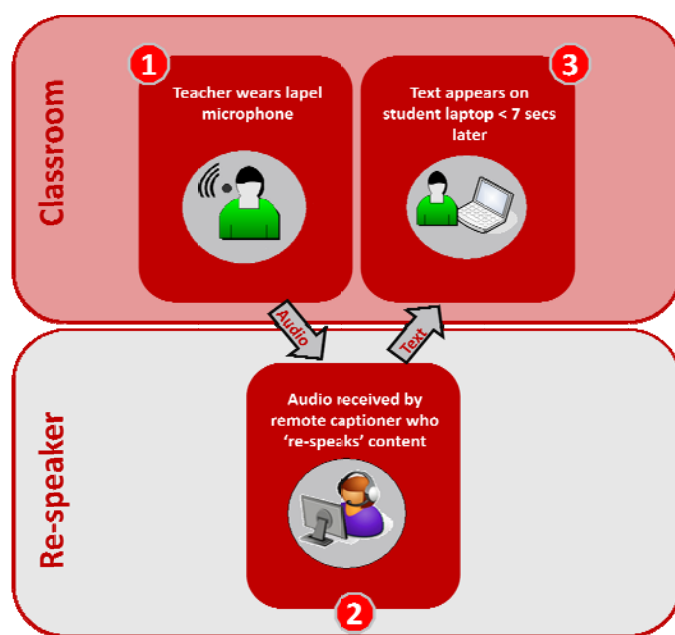 Classroom
1
Teacher wears lapel
microphone
3
Text appears on
student laptop < 7 secs
later
Audio
Text
Re-speaker
Audio received by
remote captioner who
‘re-speaks’ content
2